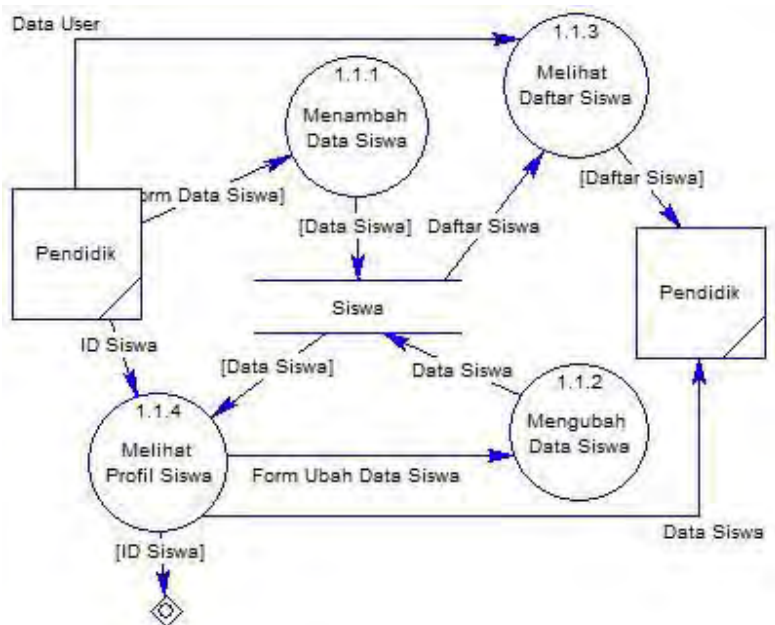 Data User
1.1.3
Melihat
Daftar Siswa
1.1.1
Menambah
Data Siswa
orm Data Siswa]
[Data Siswa]
Daftar Siswa
[Daftar Siswa]
Pendidik
Pendidik
Siswa
ID Siswa
[Data Siswa]
Data Siswa
1.1.4
Melihat
Profil Siswa
1.1.2
Mengubah
Data Siswa
Form Ubah Data Siswa
Data Siswa
[ID Siswa]